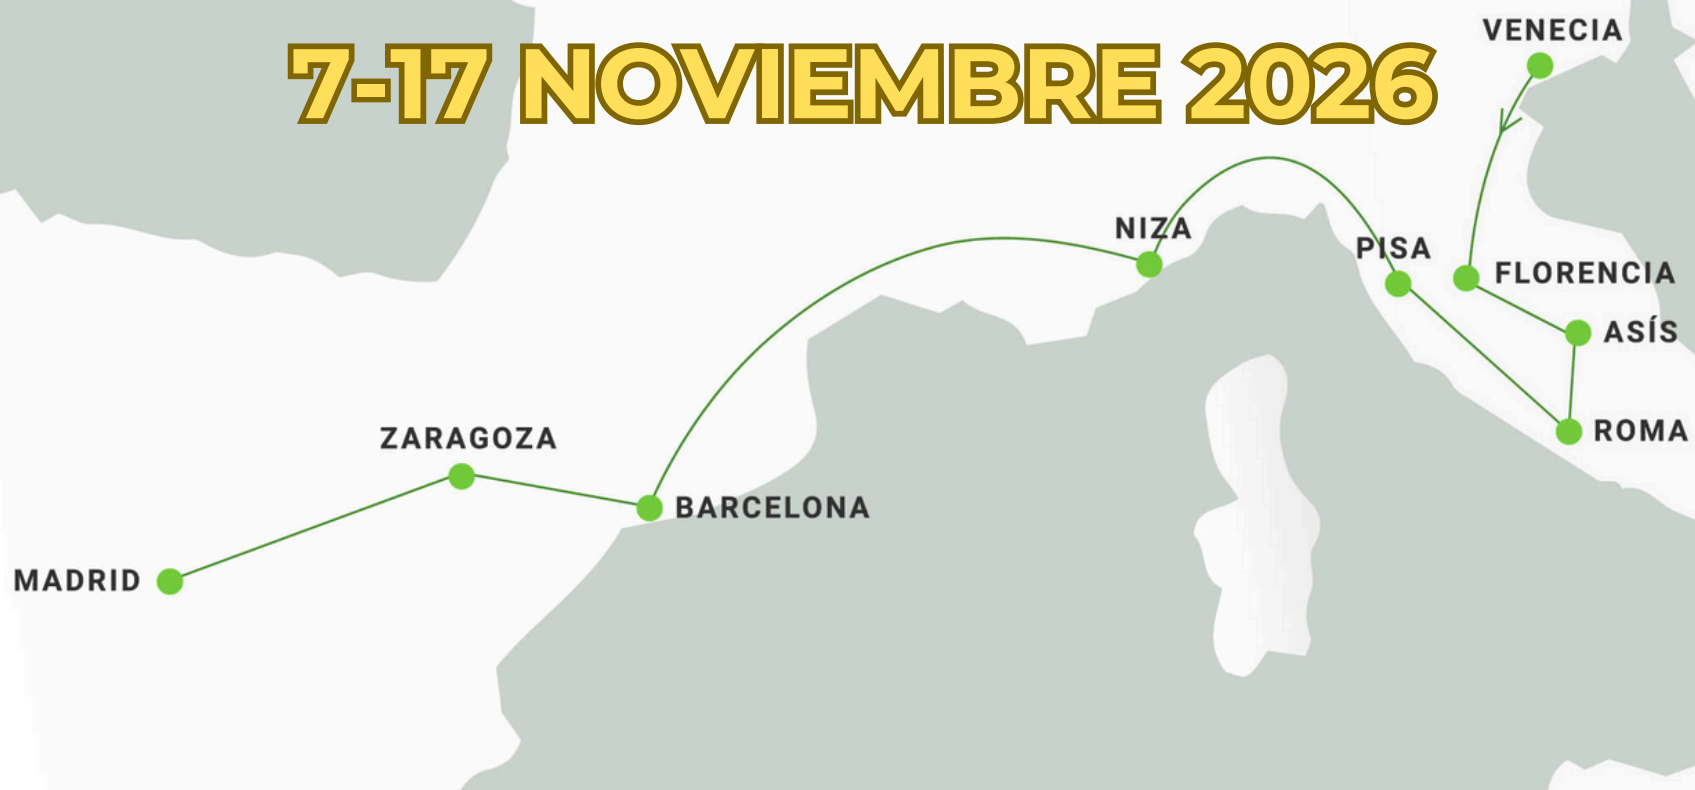 VENECIA
7-17 NOVIEMBRE 2026
NIZA
PISA
FLORENCIA
ASÍS
ROMA
ZARAGOZA
BARCELONA
MADRID